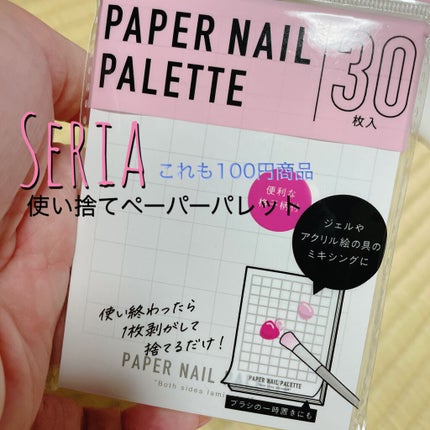 PAPER NAIL
PALETTE
30
枚入
SERIA
これも100円商品
使い捨てペーパーパレット
便利な
ジェルや
アクリル絵の具の
ミキシングに
使い終わったら
1枚剥がして
捨てるだけ!
PAPER NAIL
"Both sides lami
PAPER NAIL PALETTE
ブラシの一時置きにも